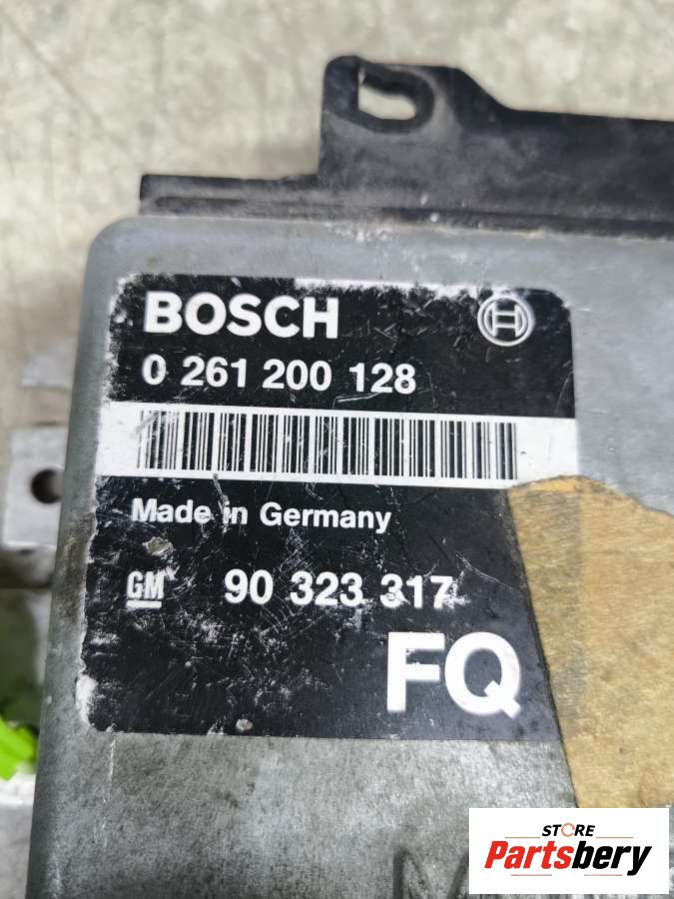 BOSCH
0 261 200 128
Made in Germany
GM 90 323 317
FQ
STORE
Partsbery